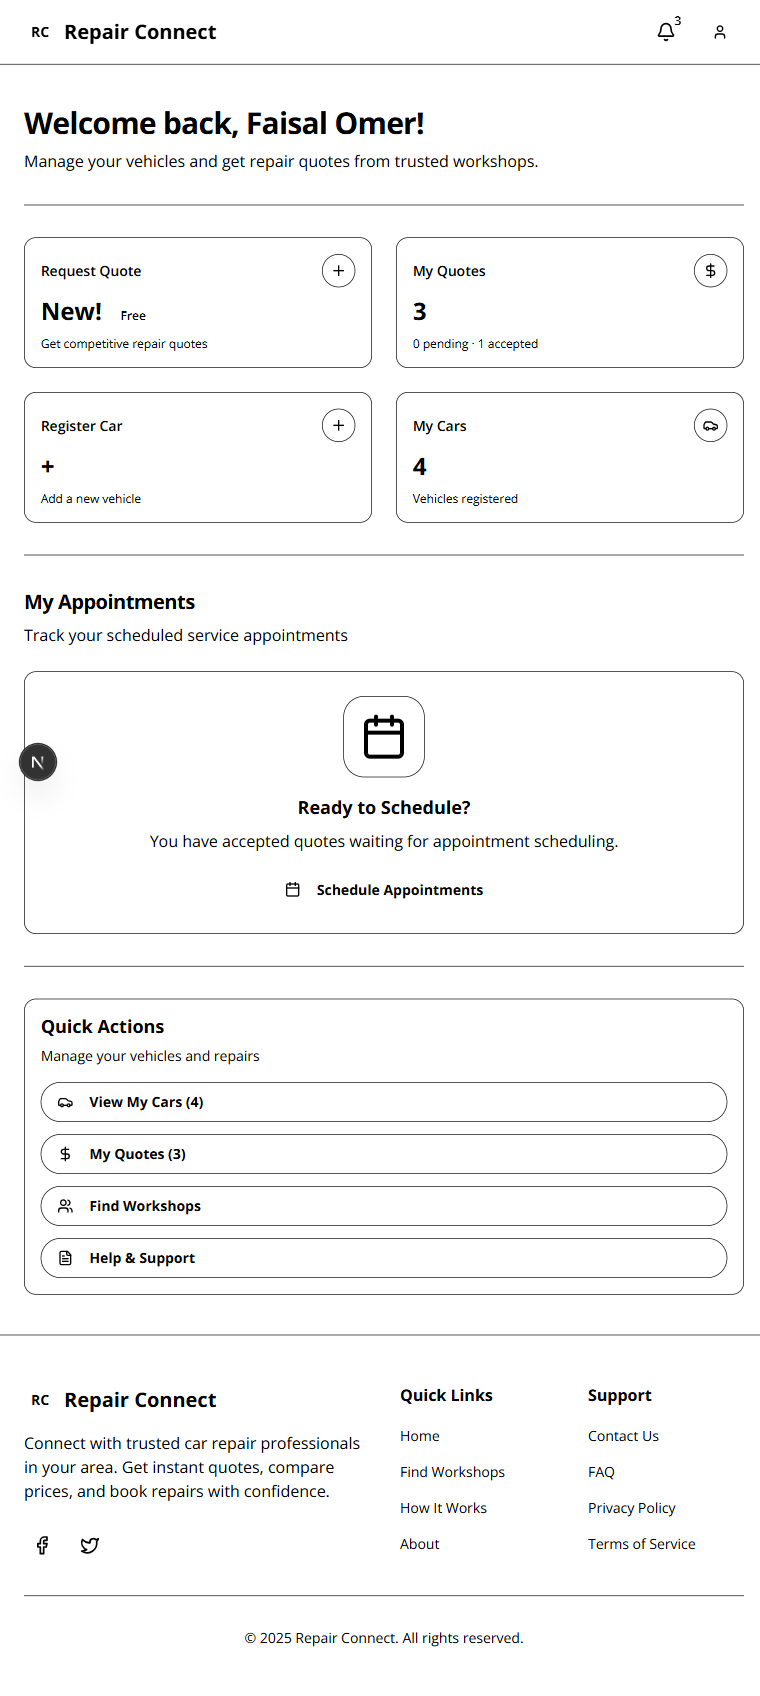 RC Repair Connect 3
Welcome back, Faisal Omer!
Manage your vehicles and get repair quotes from trusted workshops.
Request Quote
New! Free
Get competitive repair quotes
My Quotes
3
0 pending · 1 accepted
Register Car
+
Add a new vehicle
My Cars
4
Vehicles registered
My Appointments
Track your scheduled service appointments
N
Ready to Schedule?
You have accepted quotes waiting for appointment scheduling.
Schedule Appointments
Quick Actions
Manage your vehicles and repairs
View My Cars (4)
My Quotes (3)
Find Workshops
Help & Support
RC Repair Connect
Connect with trusted car repair professionals
in your area. Get instant quotes, compare
prices, and book repairs with confidence.
Quick Links
Home
Find Workshops
How It Works
About
Support
Contact Us
FAQ
Privacy Policy
Terms of Service
© 2025 Repair Connect. All rights reserved.